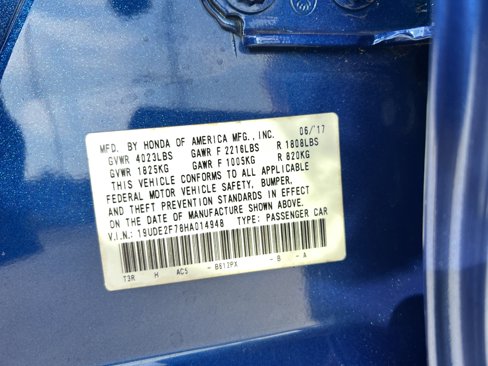 MFD. BY HONDA OF AMERICA MFG., INC. 06/17
GVWR 4023LBS GAWR F 2216LBS R 1808LBS
GVWR 1825KG GAWR F 1005KG R 820KG
THIS VEHICLE CONFORMS TO ALL APPLICABLE
FEDERAL MOTOR VEHICLE SAFETY, BUMPER,
AND THEFT PREVENTION STANDARDS IN EFFECT
ON THE DATE OF MANUFACTURE SHOWN ABOVE.
V.I.N.: 19UDE2F78HA014948 TYPE: PASSENGER CAR
T3R H AC5 - B612PX - B - A